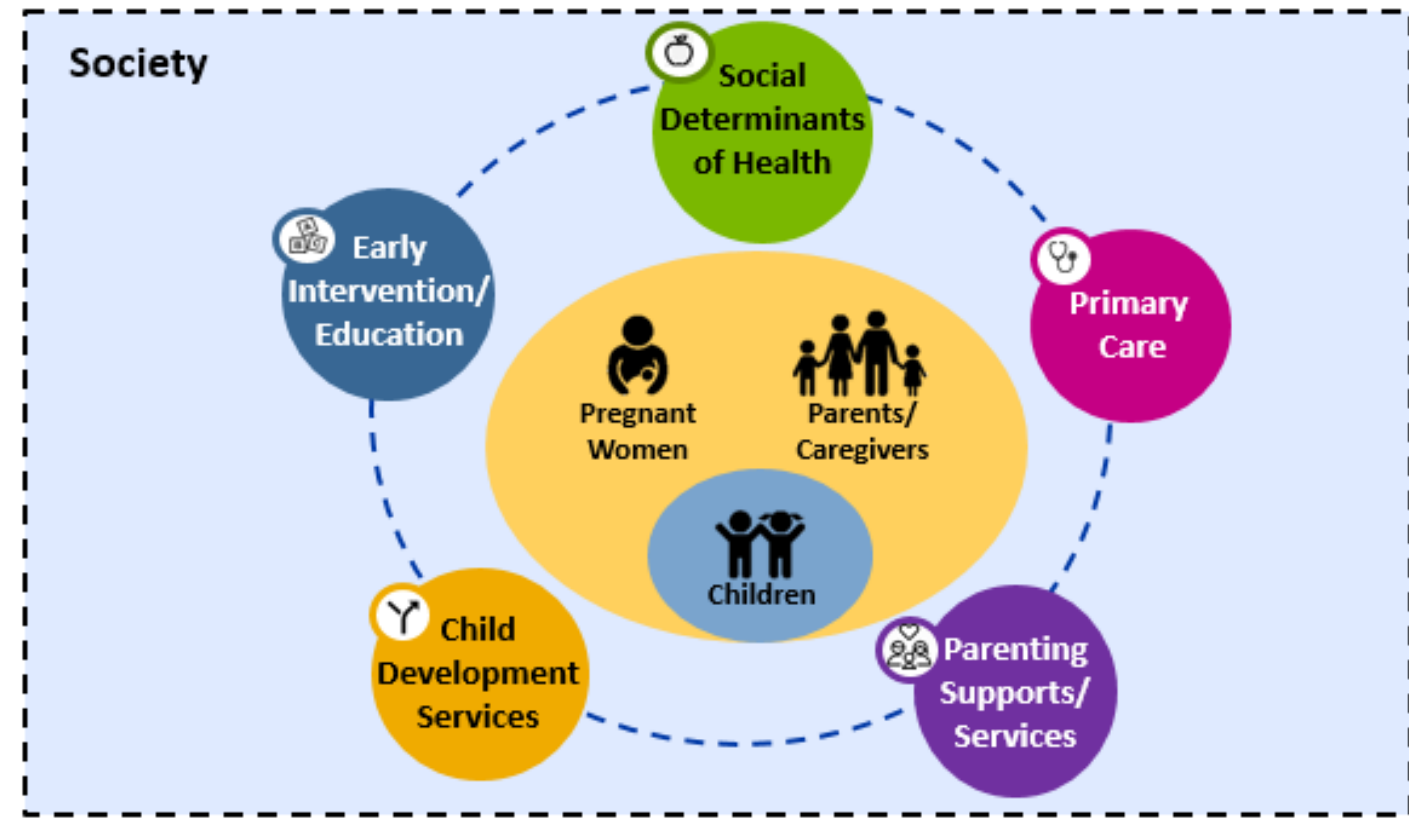 Society
Social
Determinants
of Health
Early
Intervention/
Education
Primary
Care
Pregnant
Women
Parents/
Caregivers
Children
Child
Development
Services
Parenting
Supports/
Services